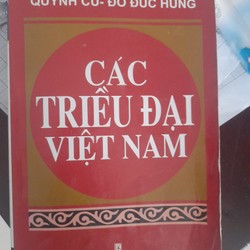 QUỲNH CƯ - ĐỖ ĐỨC HÙNG
CÁC
TRIỀU ĐẠI
VIỆT NAM